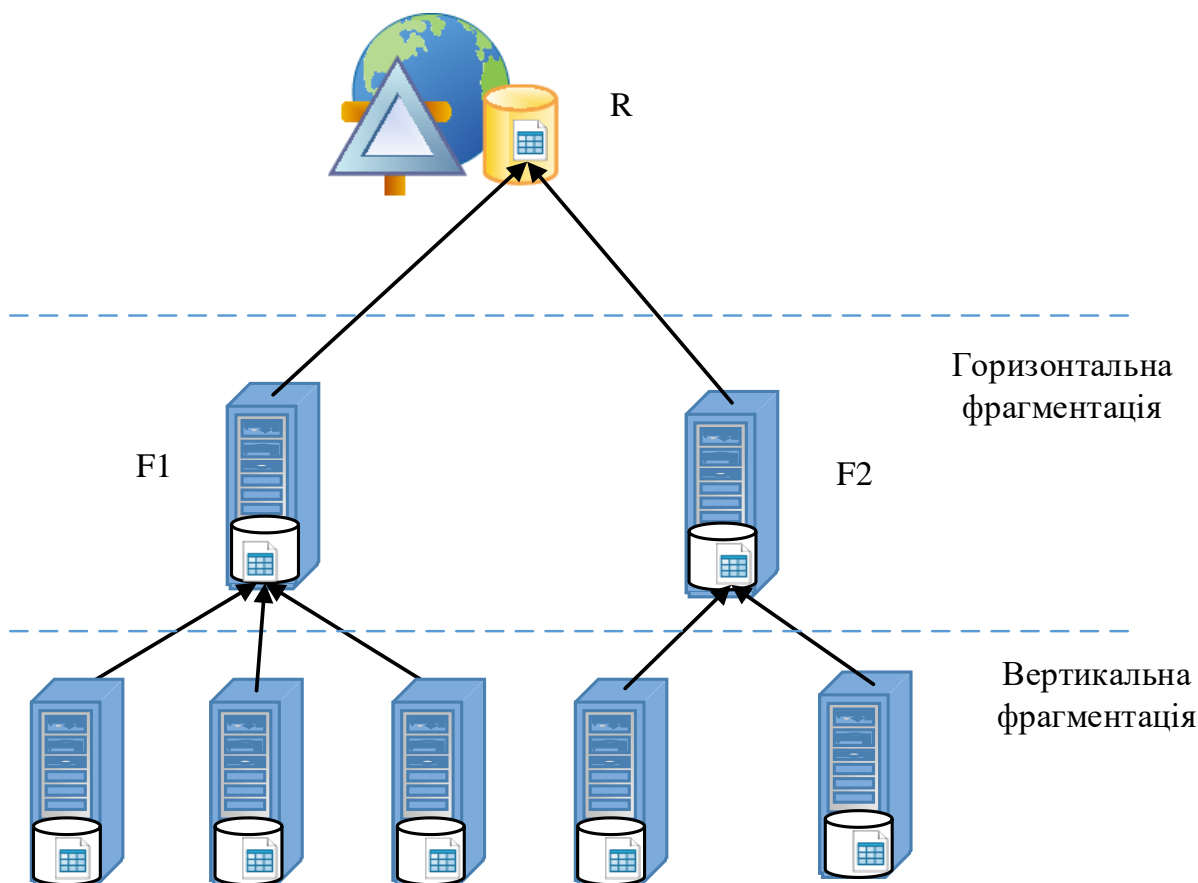 R
Горизонтальна
фрагментація
F1
F2
Вертикальна
фрагментація